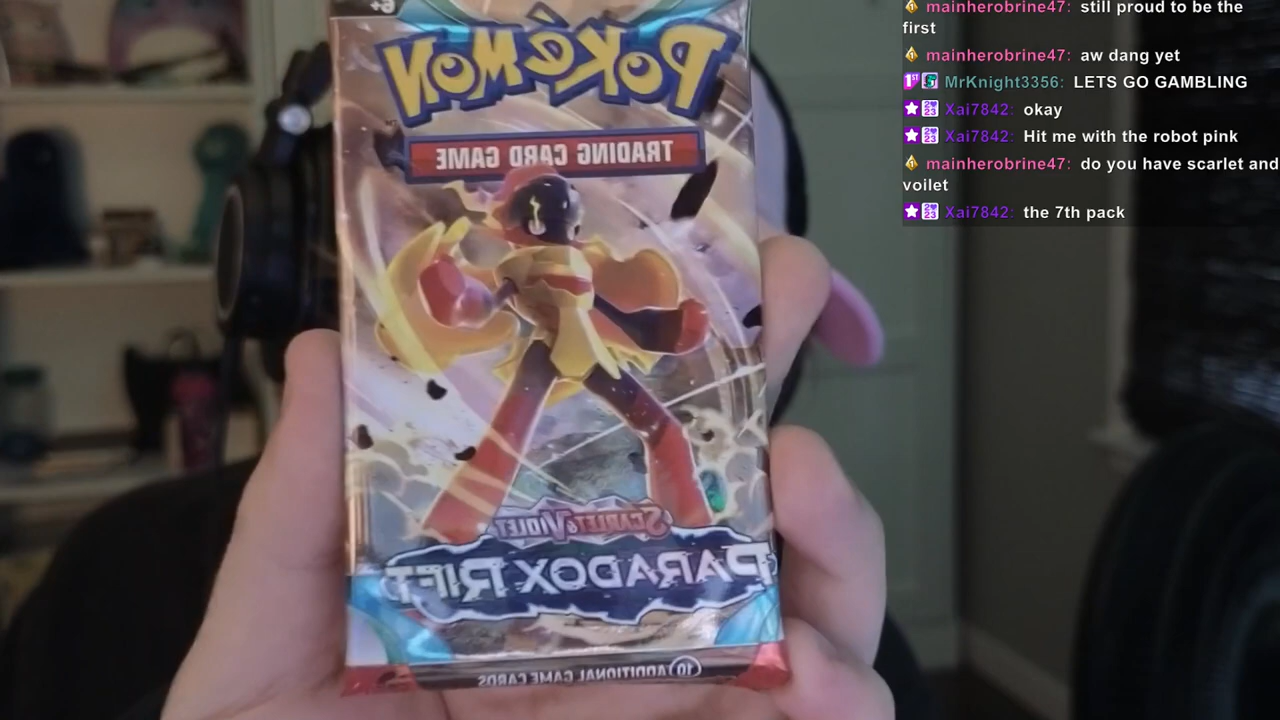 6+
POKéMON
TRADING CARD GAME
SCARLET & VIOLET
PARADOX RIFT
10 ADDITIONAL GAME CARDS
mainherobrine47: still proud to be the
first
mainherobrine47: aw dang yet
MrKnight3356: LETS GO GAMBLING
Xai7842: okay
Xai7842: Hit me with the robot pink
mainherobrine47: do you have scarlet and
voilet
Xai7842: the 7th pack